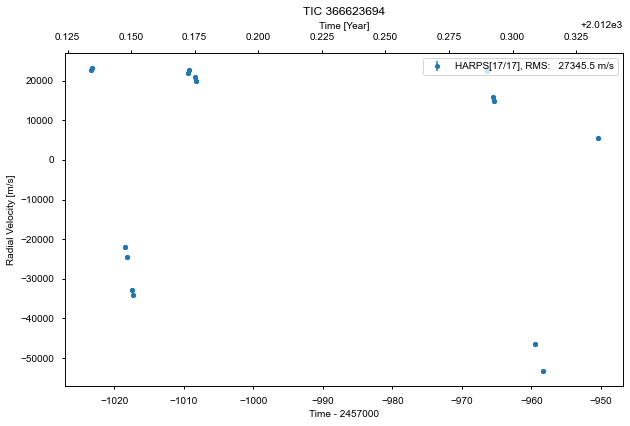 TIC 366623694
Time [Year]
+2.012e3
0.125 0.150 0.175 0.200 0.225 0.250 0.275 0.300 0.325
HARPS[17/17], RMS: 27345.5 m/s
Radial Velocity [m/s]
20000
10000
0
−10000
−20000
−30000
−40000
−50000
−1020 −1010 −1000 −990 −980 −970 −960 −950
Time - 2457000